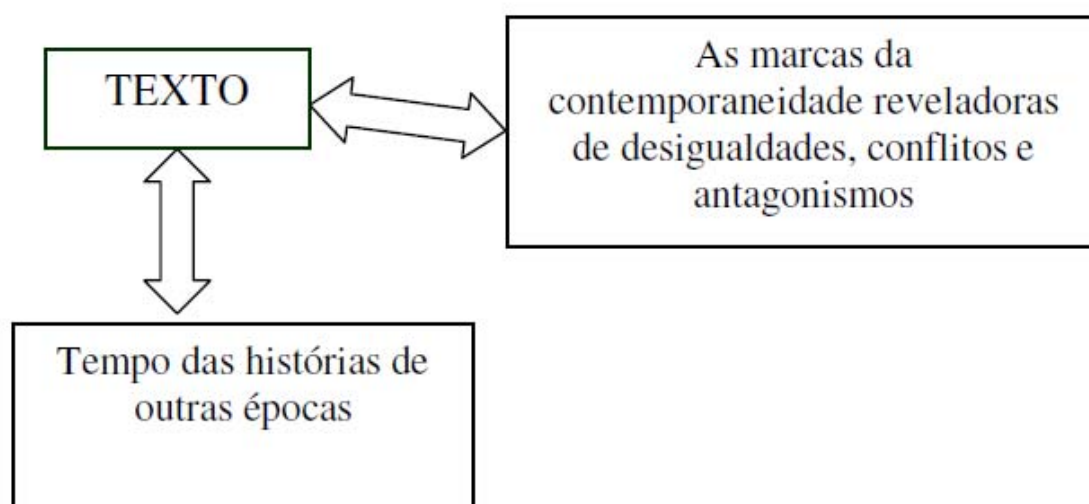 TEXTO
As marcas da
contemporaneidade reveladoras
de desigualdades, conflitos e
antagonismos
Tempo das histórias de
outras épocas